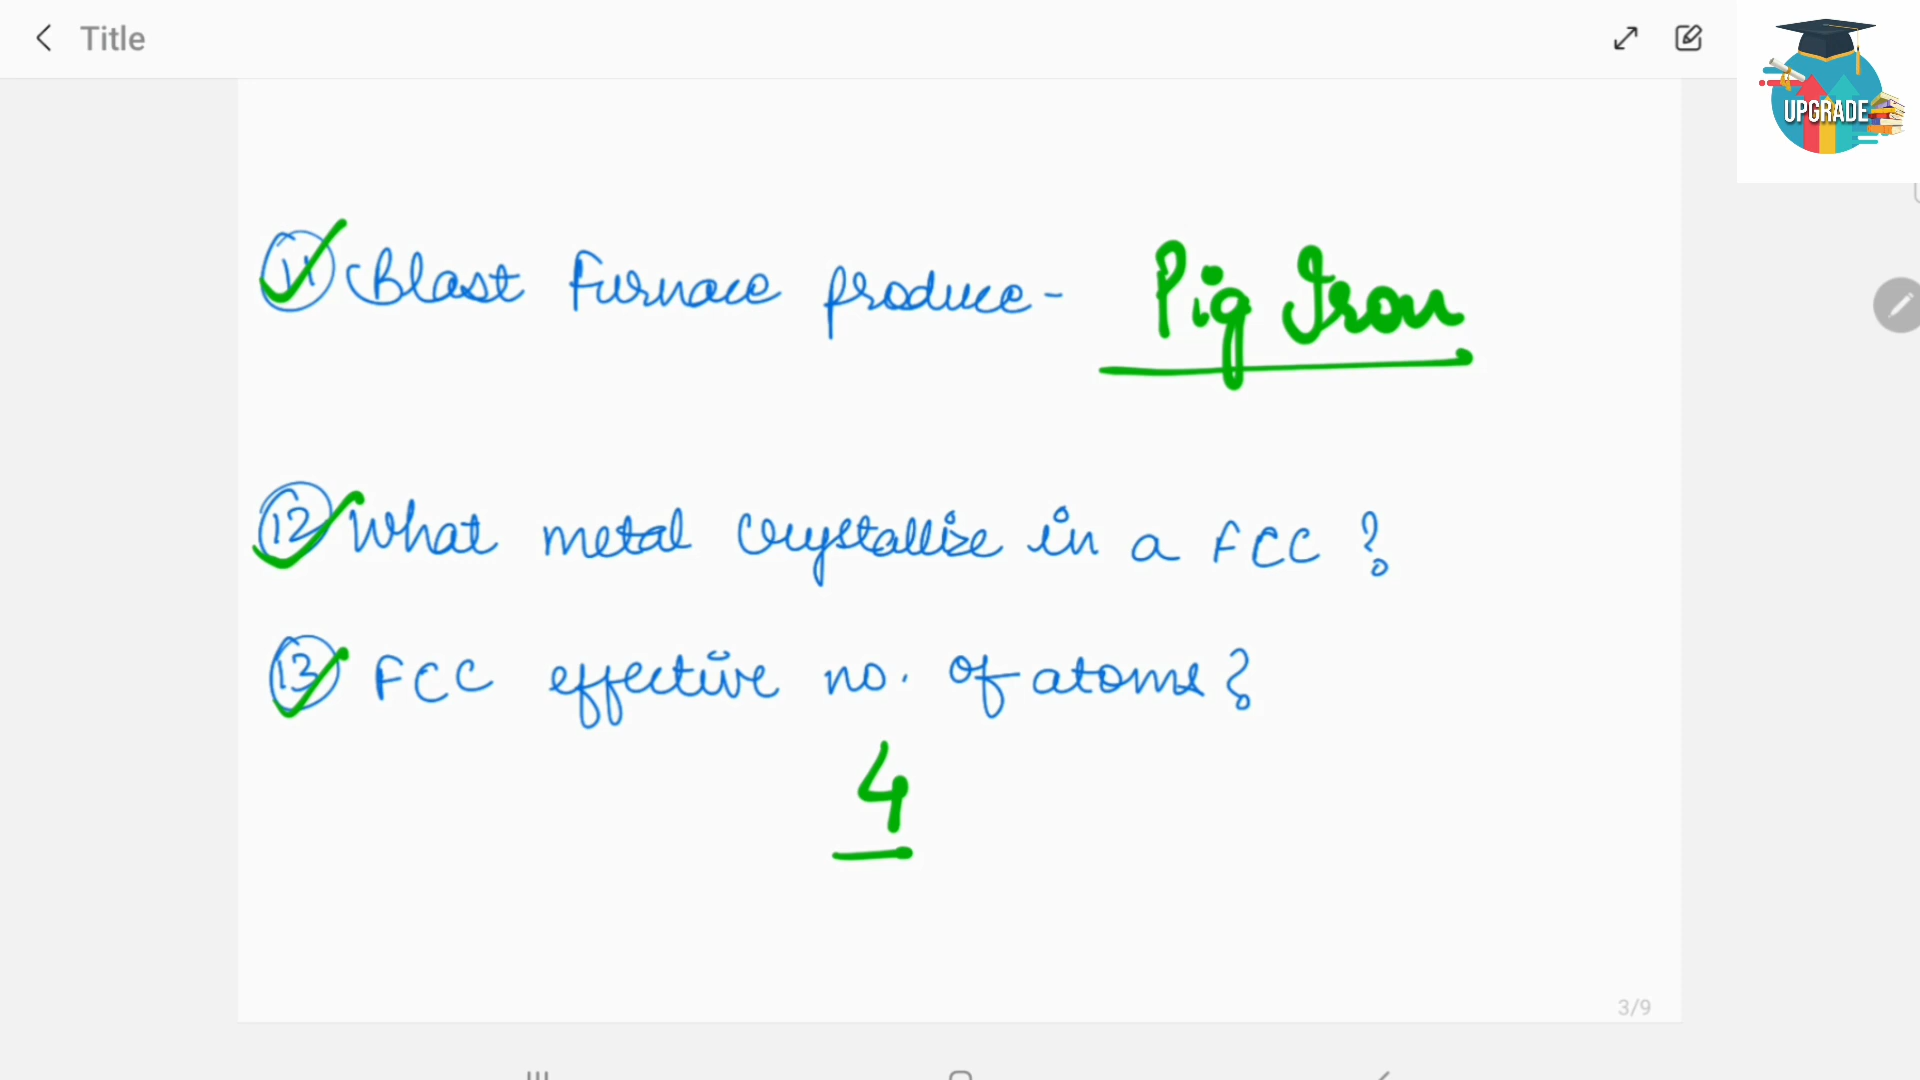 Title
UPGRADE
11 Blast Furnace produce - Pig Iron
12 What metal crystallise in a FCC ?
13 FCC effective no. of atoms ?
4
3/9